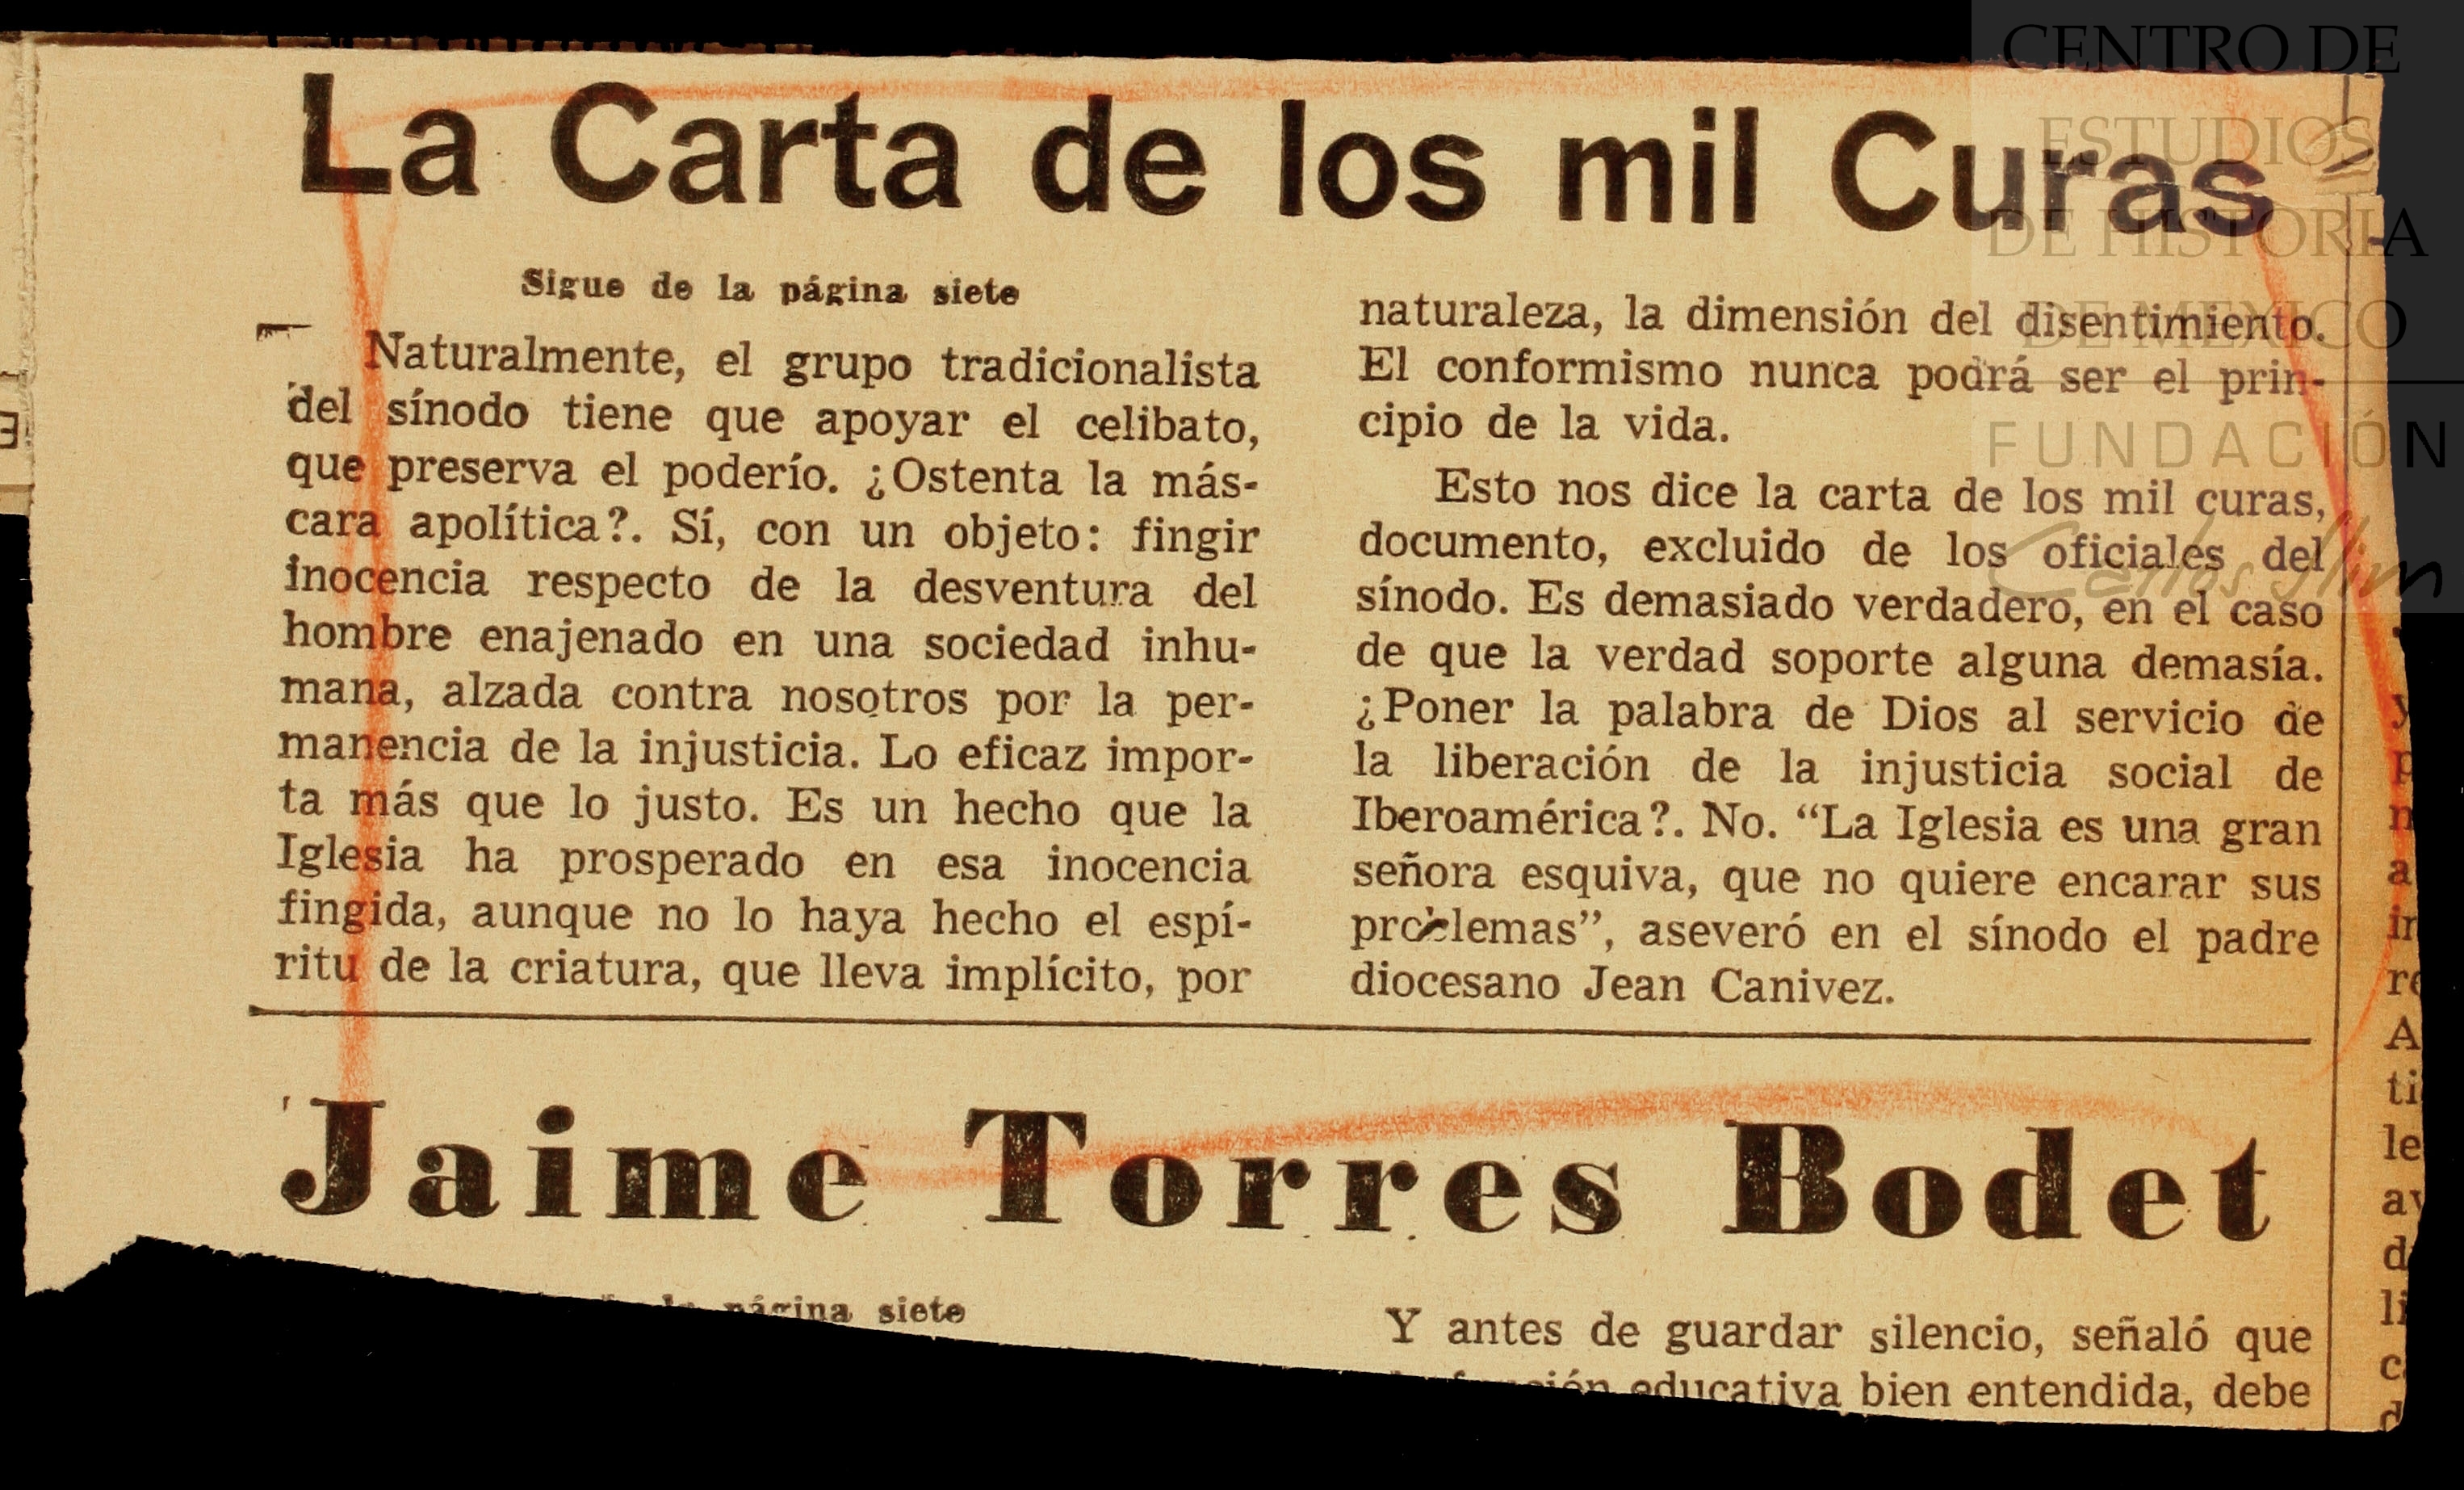 La Carta de los mil Curas
Sigue de la página siete
Naturalmente, el grupo tradicionalista
del sínodo tiene que apoyar el celibato,
que preserva el poderío. ¿Ostenta la más-
cara apolítica?. Sí, con un objeto: fingir
inocencia respecto de la desventura del
hombre enajenado en una sociedad inhu-
mana, alzada contra nosotros por la per-
manencia de la injusticia. Lo eficaz impor-
ta más que lo justo. Es un hecho que la
Iglesia ha prosperado en esa inocencia
fingida, aunque no lo haya hecho el espí-
ritu de la criatura, que lleva implícito, por
naturaleza, la dimensión del disentimiento.
El conformismo nunca podrá ser el prin-
cipio de la vida.
Esto nos dice la carta de los mil curas,
documento, excluido de los oficiales del
sínodo. Es demasiado verdadero, en el caso
de que la verdad soporte alguna demasía.
¿Poner la palabra de Dios al servicio de
la liberación de la injusticia social de
Iberoamérica?. No. “La Iglesia es una gran
señora esquiva, que no quiere encarar sus
problemas”, aseveró en el sínodo el padre
diocesano Jean Canivez.
Jaime Torres Bodet
la página siete
Y antes de guardar silencio, señaló que
función educativa bien entendida, debe
CENTRO DE
ESTUDIOS
DE HISTORIA
DE MEXICO
FUNDACIÓN
Carlos Slim